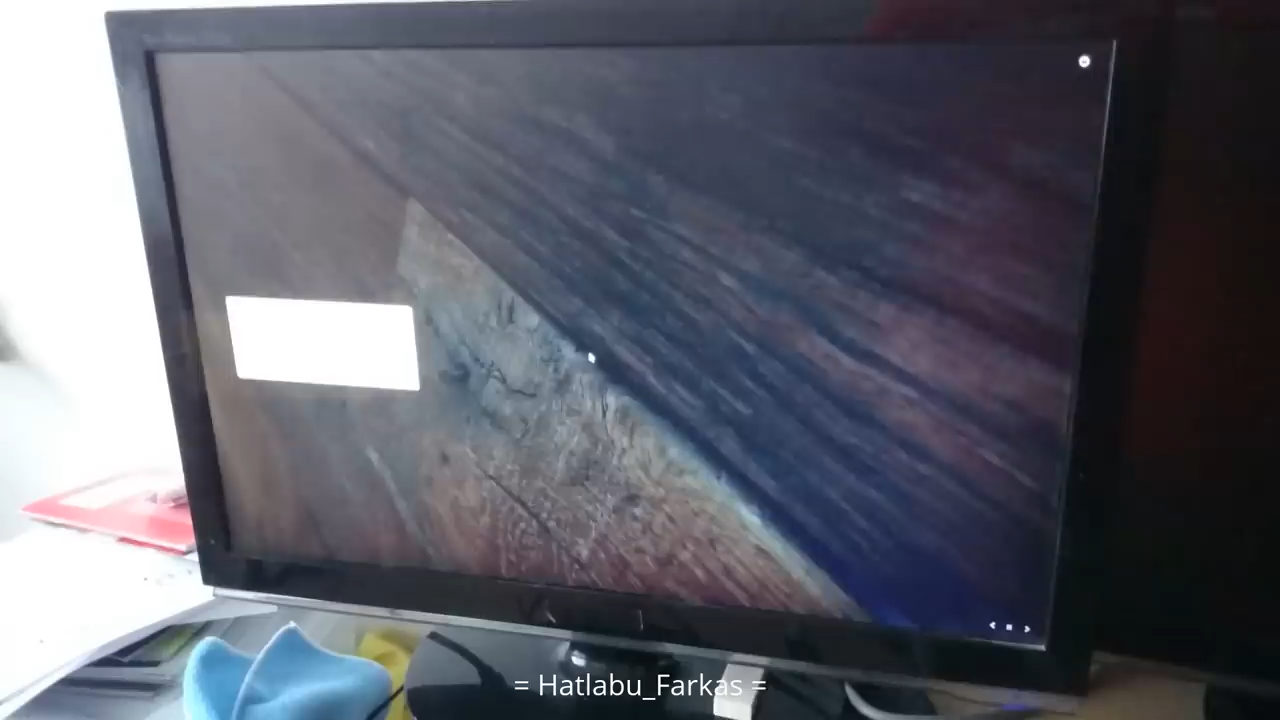 = Hatlabu_Farkas =